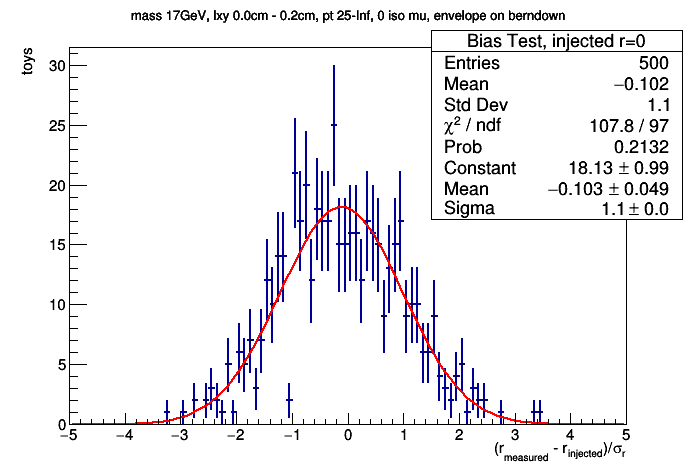 mass 17GeV, lxy 0.0cm - 0.2cm, pt 25-Inf, 0 iso mu, envelope on berndown
toys
Bias Test, injected r=0
Entries 500
Mean −0.102
Std Dev 1.1
χ² / ndf 107.8 / 97
Prob 0.2132
Constant 18.13 ± 0.99
Mean −0.103 ± 0.049
Sigma 1.1 ± 0.0
30
25
20
15
10
5
0
−5 −4 −3 −2 −1 0 1 2 3 4 5
(r_measured - r_injected)/σ_r